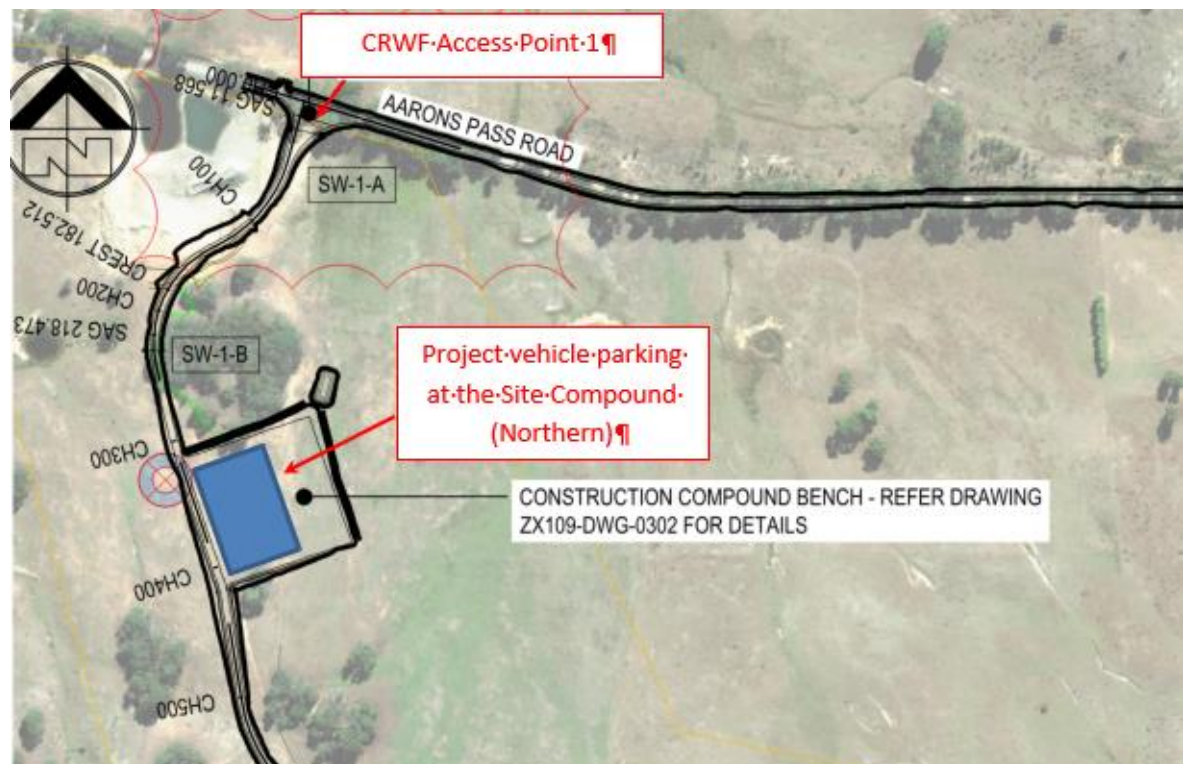 CRWF·Access·Point·1¶
000
SAG 11.568
AARONS PASS ROAD
CH100
SW-1-A
CREST 182.512
CH200
SAG 218.473
SW-1-B
Project·vehicle·parking·
at·the·Site·Compound·
(Northern)¶
CH300
CONSTRUCTION COMPOUND BENCH - REFER DRAWING
ZX109-DWG-0302 FOR DETAILS
CH400
CH500
N